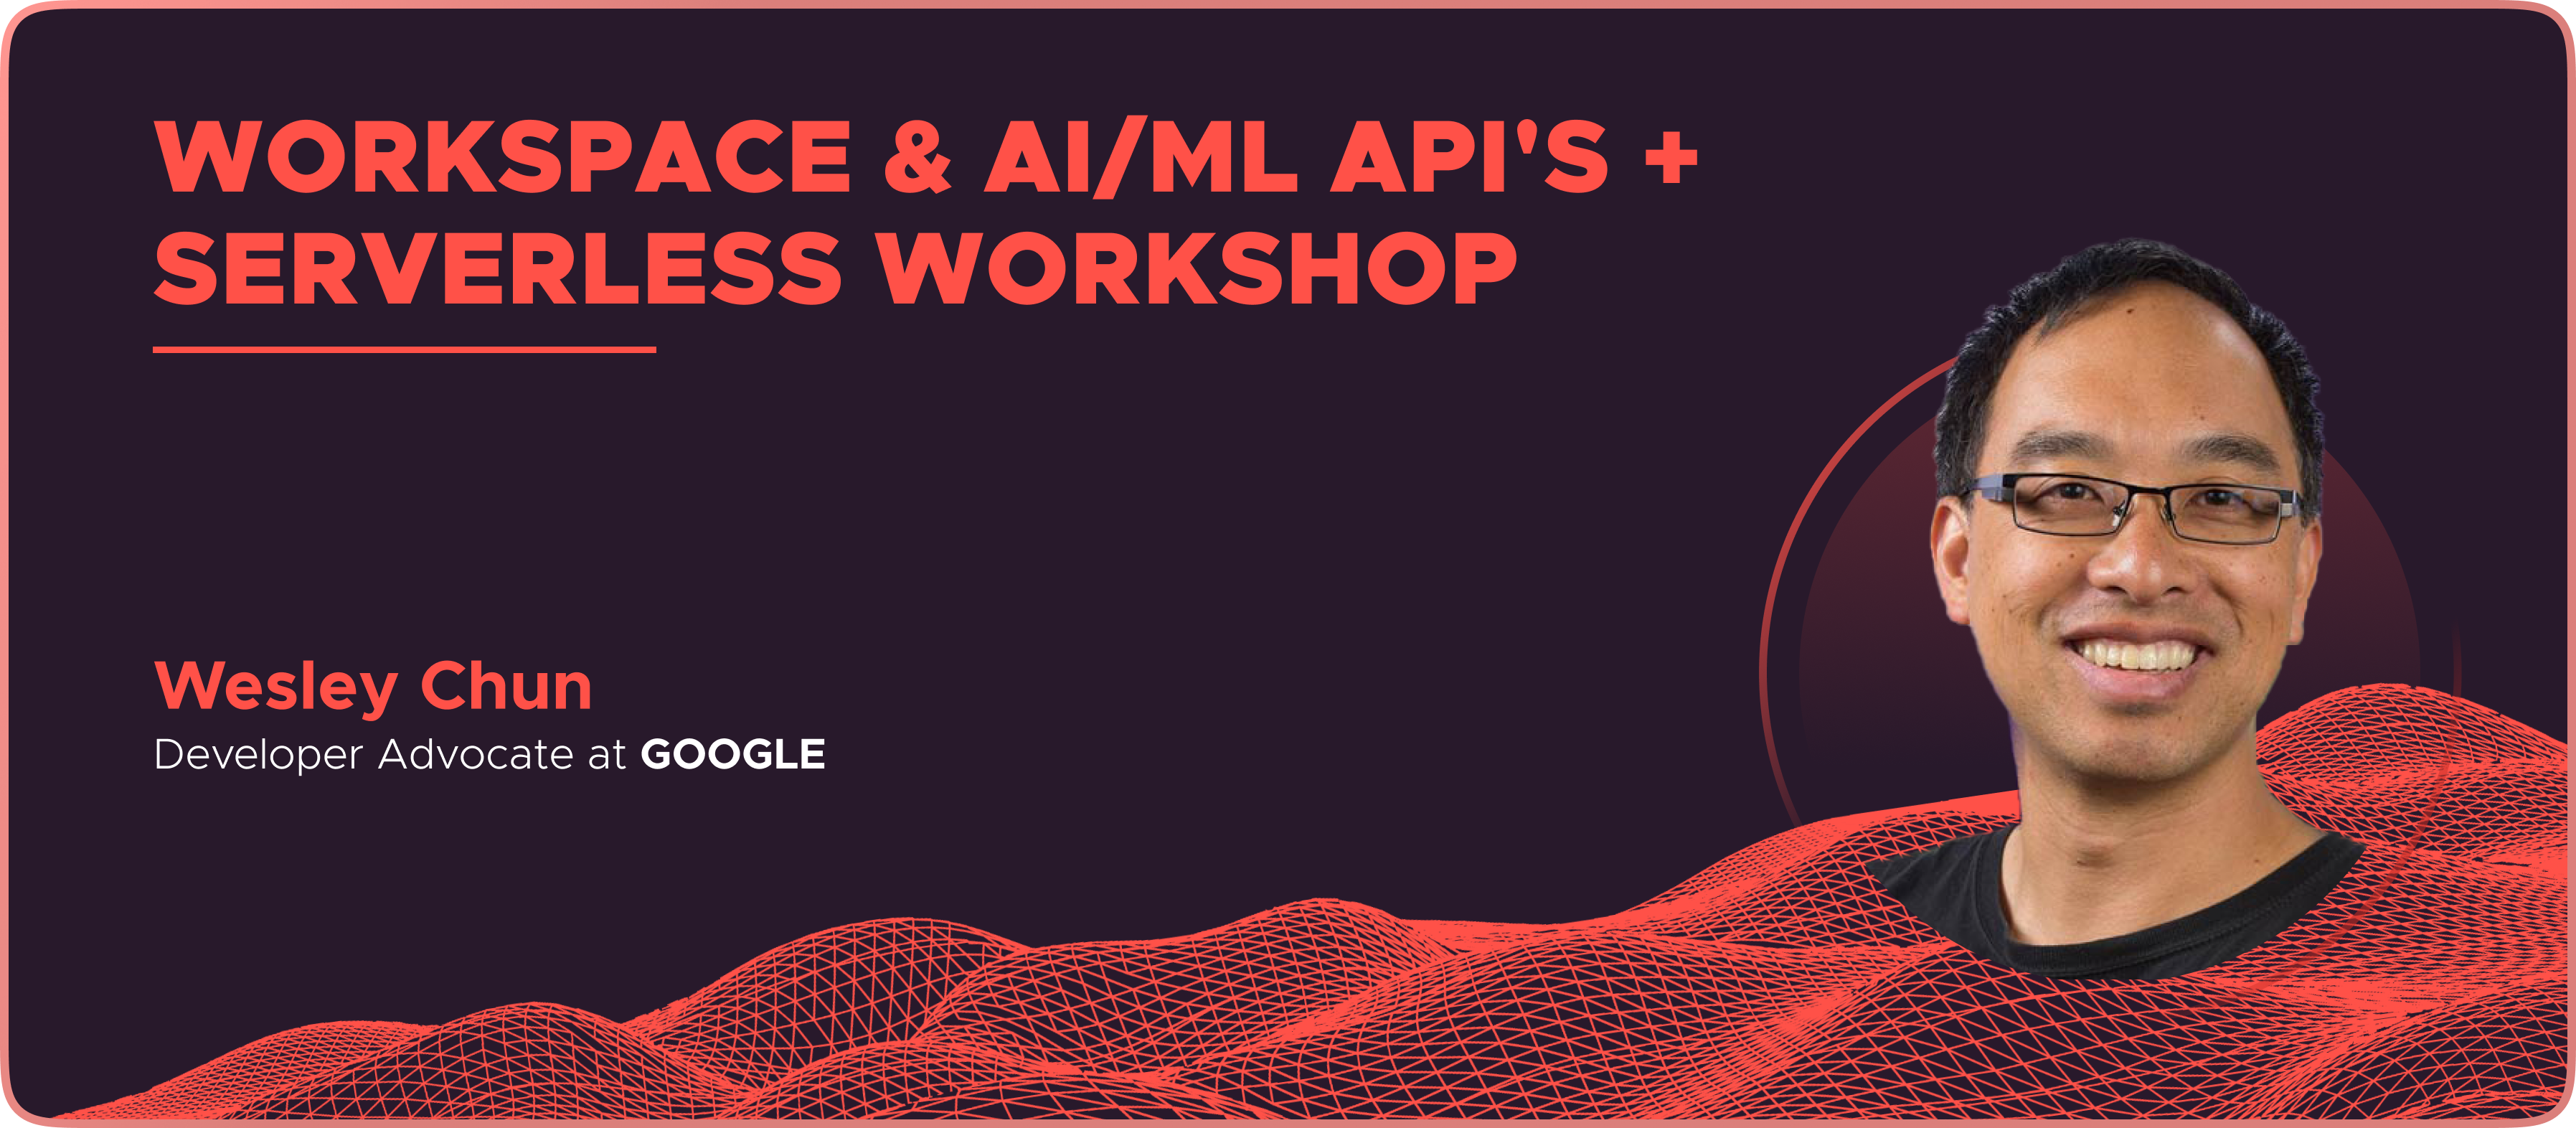 WORKSPACE & AI/ML API'S +
SERVERLESS WORKSHOP
Wesley Chun
Developer Advocate at GOOGLE